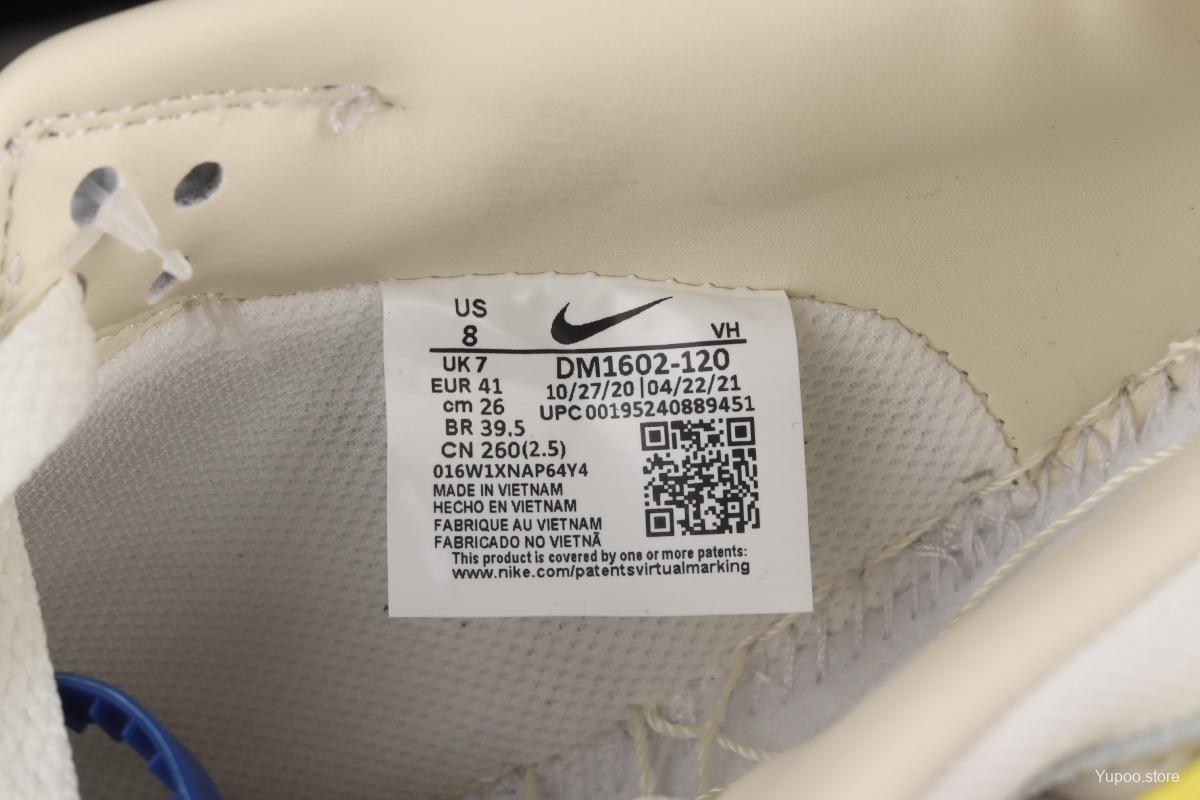 US
8
VH
UK 7
DM1602-120
EUR 41
10/27/20|04/22/21
cm 26
UPC 00195240889451
BR 39.5
CN 260(2.5)
016W1XNAP64Y4
MADE IN VIETNAM
HECHO EN VIETNAM
FABRIQUE AU VIETNAM
FABRICADO NO VIETNÃ
This product is covered by one or more patents:
www.nike.com/patentsvirtualmarking
Yupoo.store